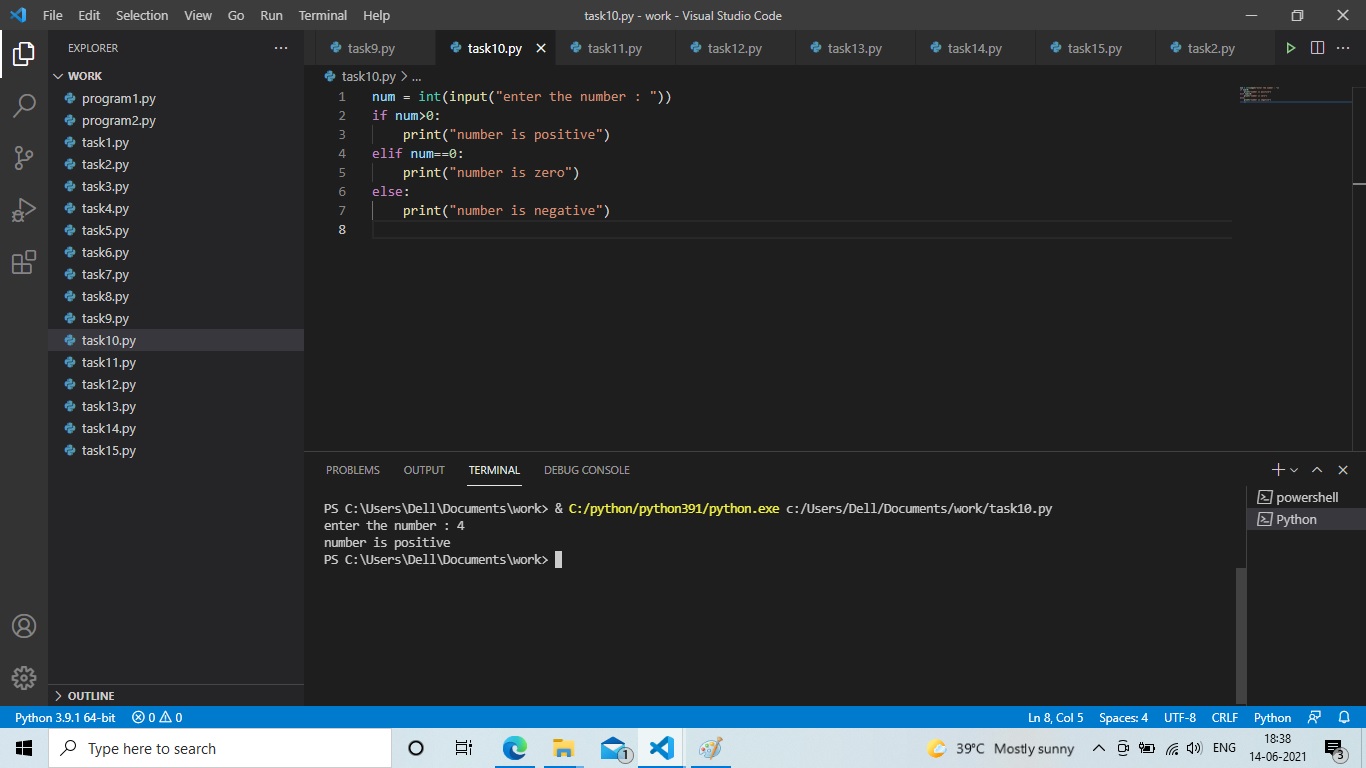 File Edit Selection View Go Run Terminal Help task10.py - work - Visual Studio Code
EXPLORER ...
task9.py task10.py task11.py task12.py task13.py task14.py task15.py task2.py
WORK
program1.py
program2.py
task1.py
task2.py
task3.py
task4.py
task5.py
task6.py
task7.py
task8.py
task9.py
task10.py
task11.py
task12.py
task13.py
task14.py
task15.py
OUTLINE
task10.py > ...
1 num = int(input("enter the number : "))
2 if num>0:
3     print("number is positive")
4 elif num==0:
5     print("number is zero")
6 else:
7     print("number is negative")
8
PROBLEMS OUTPUT TERMINAL DEBUG CONSOLE
PS C:\Users\Dell\Documents\work> & C:/python/python391/python.exe c:/Users/Dell/Documents/work/task10.py
enter the number : 4
number is positive
PS C:\Users\Dell\Documents\work>
powershell
Python
Python 3.9.1 64-bit 0 0 Ln 8, Col 5 Spaces: 4 UTF-8 CRLF Python
Type here to search 1 39°C Mostly sunny ENG 18:38
14-06-2021 3